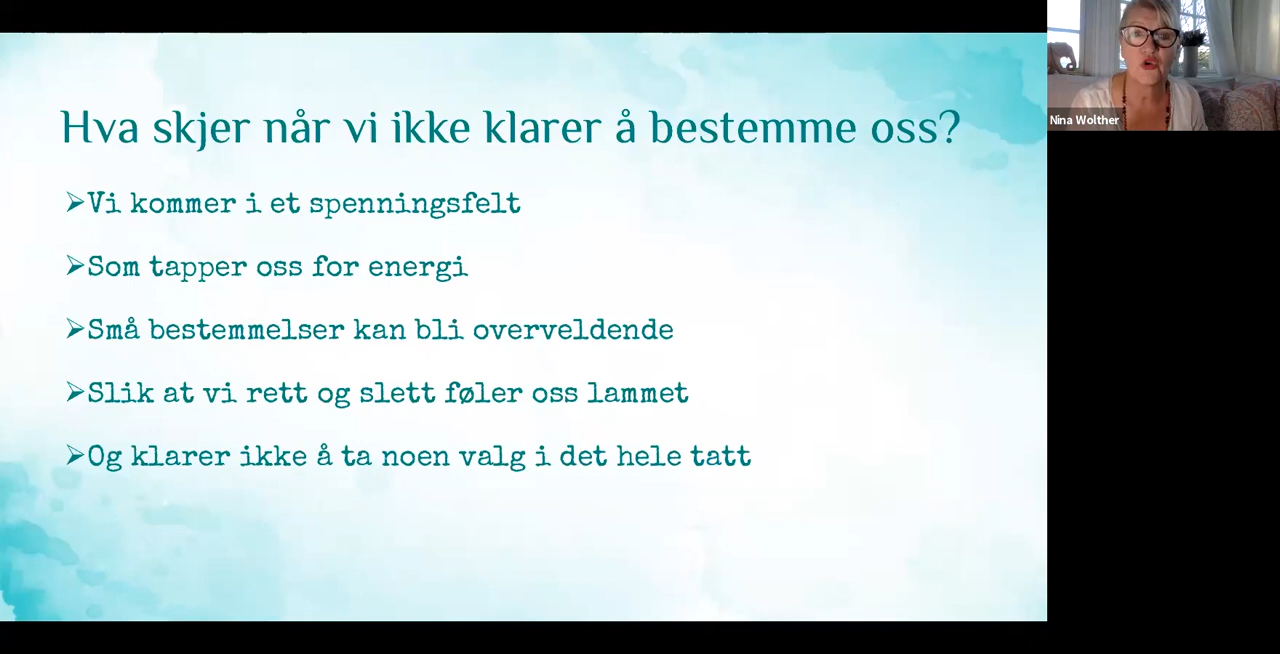 Hva skjer når vi ikke klarer å bestemme oss?
➢Vi kommer i et spenningsfelt
➢Som tapper oss for energi
➢Små bestemmelser kan bli overveldende
➢Slik at vi rett og slett føler oss lammet
➢Og klarer ikke å ta noen valg i det hele tatt
Nina Wolther